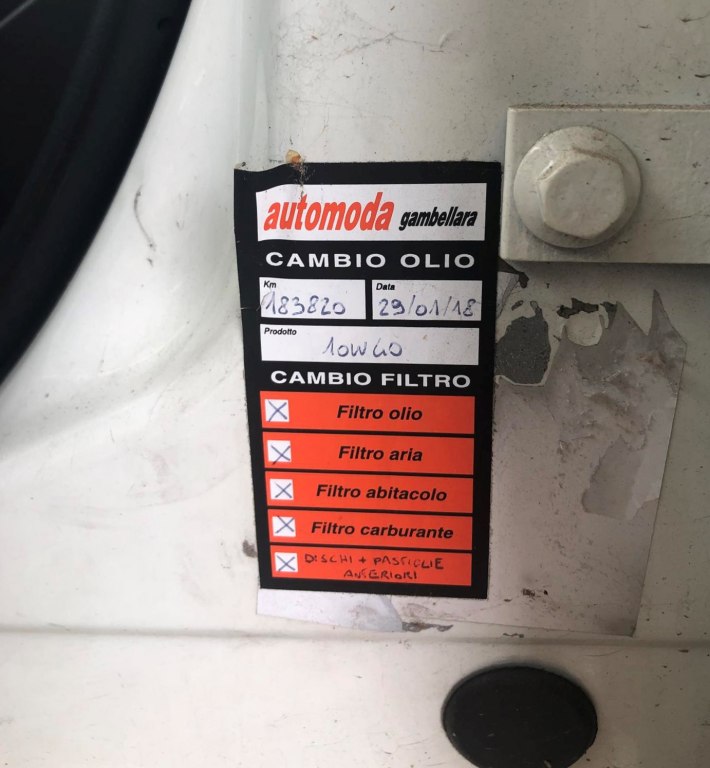 automoda gambellara
CAMBIO OLIO
Km Data
183820 29/01/18
Prodotto
10W40
CAMBIO FILTRO
Filtro olio
Filtro aria
Filtro abitacolo
Filtro carburante
DISCHI + PASTIGLIE
ANTERIORI